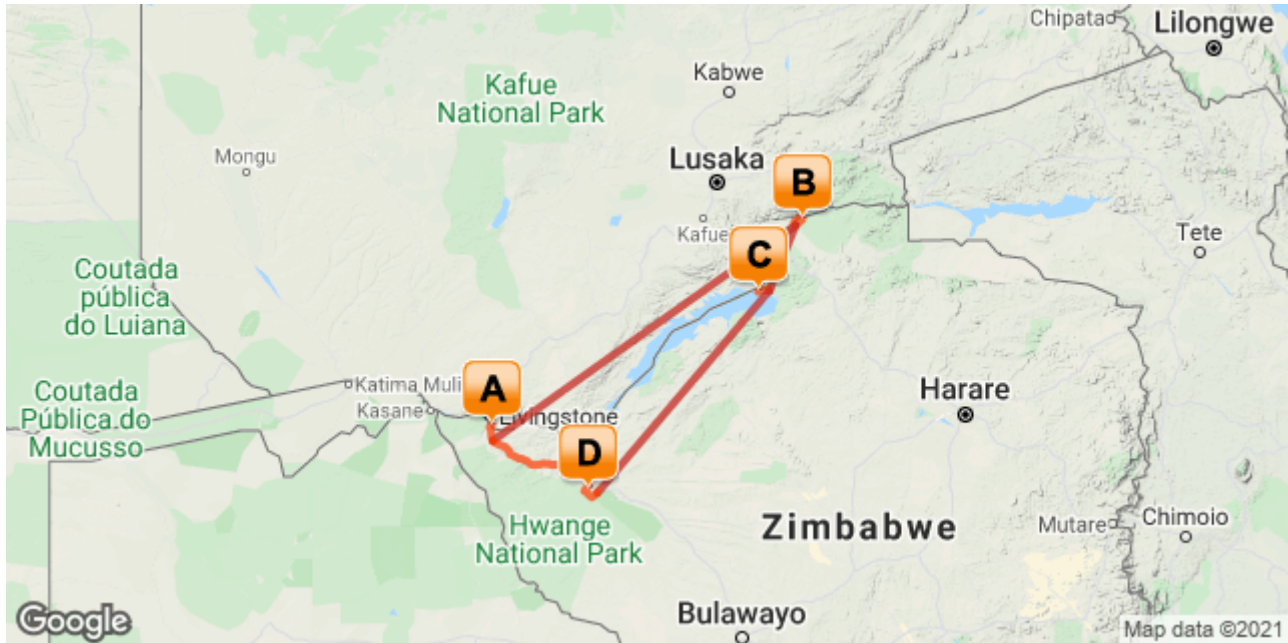 Chipata
Lilongwe
Kafue
National Park
Kabwe
Mongu
Lusaka
B
Kafue
C
Tete
Coutada
pública
do Luiana
A
Katima Muli
Kasane
Livingstone
Harare
Coutada
Pública do
Mucusso
D
Hwange
National Park
Zimbabwe
Mutare
Chimoio
Bulawayo
Google
Map data ©2021